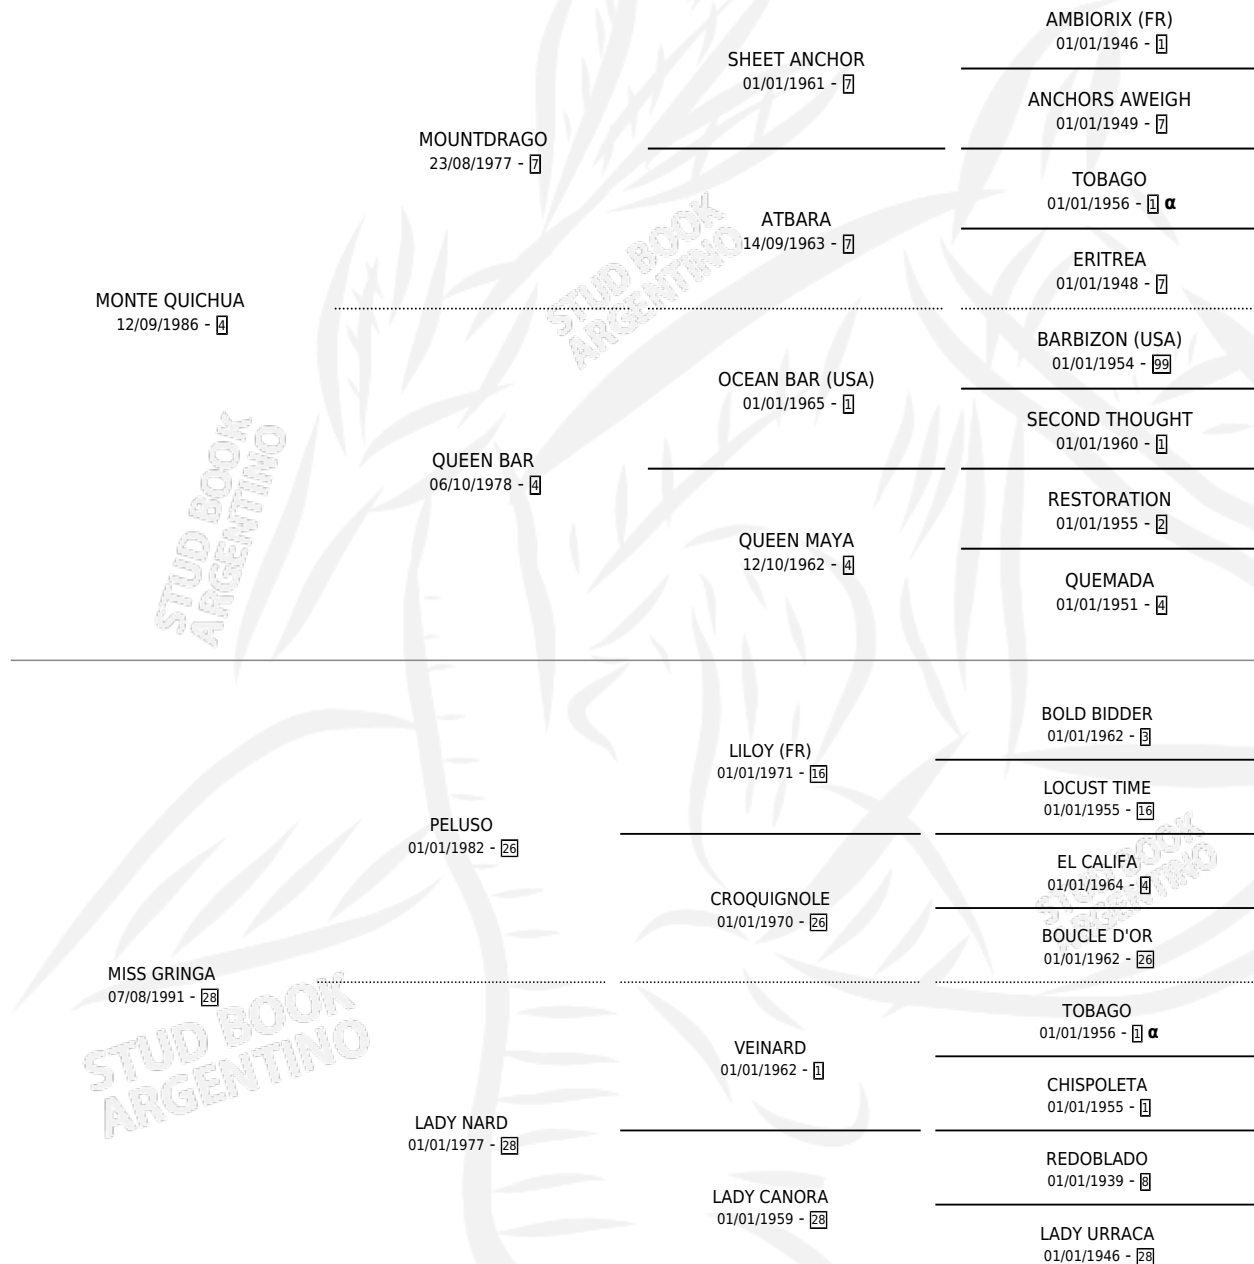 AMBIORIX (FR)
01/01/1946 - 1
SHEET ANCHOR
01/01/1961 - 7
ANCHORS AWEIGH
01/01/1949 - 7
MOUNTDRAGO
23/08/1977 - 7
TOBAGO
01/01/1956 - 1 α
ATBARA
14/09/1963 - 7
ERITREA
01/01/1948 - 7
MONTE QUICHUA
12/09/1986 - 4
BARBIZON (USA)
01/01/1954 - 99
OCEAN BAR (USA)
01/01/1965 - 1
SECOND THOUGHT
01/01/1960 - 1
QUEEN BAR
06/10/1978 - 4
RESTORATION
01/01/1955 - 2
QUEEN MAYA
12/10/1962 - 4
QUEMADA
01/01/1951 - 4
STUD BOOK
ARGENTINO
STUD BOOK
ARGENTINO
BOLD BIDDER
01/01/1962 - 3
LILOY (FR)
01/01/1971 - 16
LOCUST TIME
01/01/1955 - 16
PELUSO
01/01/1982 - 26
EL CALIFA
01/01/1964 - 4
CROQUIGNOLE
01/01/1970 - 26
BOUCLE D'OR
01/01/1962 - 26
MISS GRINGA
07/08/1991 - 28
TOBAGO
01/01/1956 - 1 α
VEINARD
01/01/1962 - 1
CHISPOLETA
01/01/1955 - 1
LADY NARD
01/01/1977 - 28
REDOBLADO
01/01/1939 - 8
LADY CANORA
01/01/1959 - 28
LADY URRACA
01/01/1946 - 28
STUD BOOK
ARGENTINO
STUD BOOK
ARGENTINO